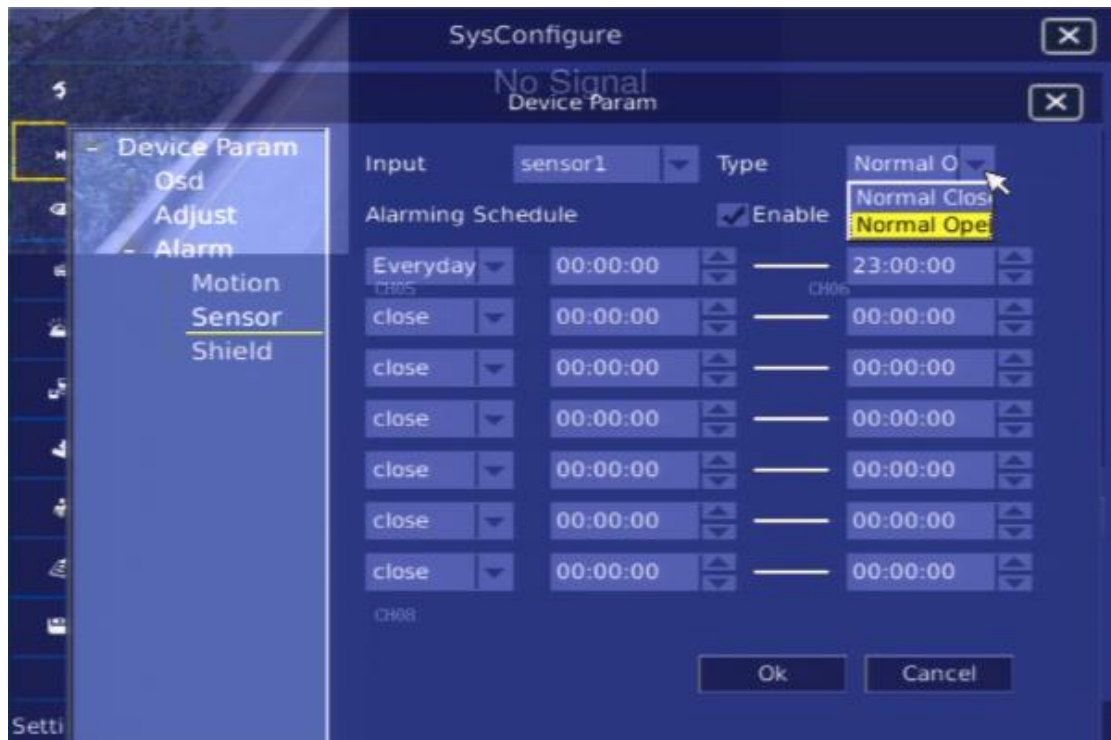 SysConfigure
No Signal
Device Param
- Device Param
Osd
Adjust
- Alarm
Motion
Sensor
Shield
Input sensor1 Type Normal O
Normal Clos
Normal Ope
Alarming Schedule Enable
Everyday 00:00:00 23:00:00
CH05 CH06
close 00:00:00 00:00:00
close 00:00:00 00:00:00
close 00:00:00 00:00:00
close 00:00:00 00:00:00
close 00:00:00 00:00:00
close 00:00:00 00:00:00
CH08
Ok Cancel
Setti